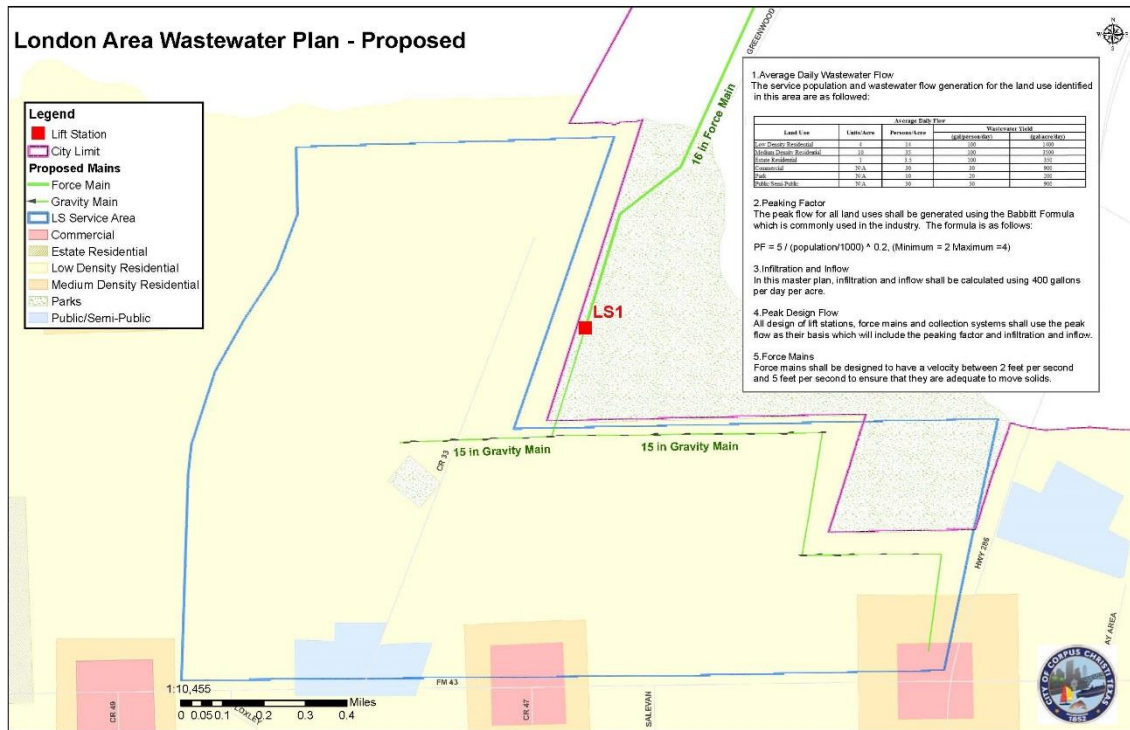 London Area Wastewater Plan - Proposed
Legend
Lift Station
City Limit
Proposed Mains
Force Main
Gravity Main
LS Service Area
Commercial
Estate Residential
Low Density Residential
Medium Density Residential
Parks
Public/Semi-Public
GREENWOOD
16 in Force Main
N
W
E
S
1.Average Daily Wastewater Flow
The service population and wastewater flow generation for the land use identified
in this area are as followed:
Average Daily Flow
Land Use Units/Acre Persons/Acre Wastewater Yield
(gal/person/day) (gal/acre/day)
Low Density Residential 4 14 100 1400
Medium Density Residential 10 35 100 3500
Estate Residential 1 3.5 100 350
Commercial N/A 30 30 900
Park N/A 10 20 200
Public Semi-Public N/A 30 30 900
2.Peaking Factor
The peak flow for all land uses shall be generated using the Babbitt Formula
which is commonly used in the industry. The formula is as follows:
PF = 5 / (population/1000) ^ 0.2, (Minimum = 2 Maximum =4)
3.Infiltration and Inflow
In this master plan, infiltration and inflow shall be calculated using 400 gallons
per day per acre.
4.Peak Design Flow
All design of lift stations, force mains and collection systems shall use the peak
flow as their basis which will include the peaking factor and infiltration and inflow.
5.Force Mains
Force mains shall be designed to have a velocity between 2 feet per second
and 5 feet per second to ensure that they are adequate to move solids.
LS1
15 in Gravity Main
15 in Gravity Main
CR 33
HWY 286
AY AREA
FM 43
CR 49
LOXLEY
CR 47
SALEVAN
1:10,455
Miles
0 0.05 0.1 0.2 0.3 0.4
CITY OF CORPUS CHRISTI TEXAS
1852